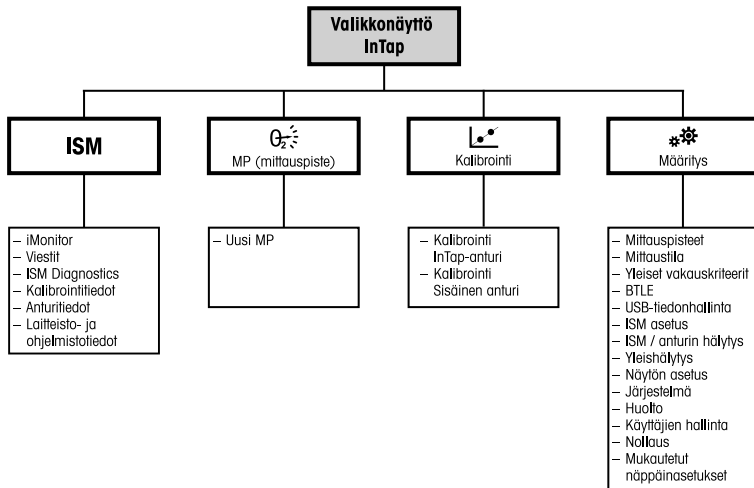 Valikkonäyttö
InTap
ISM
O₂
MP (mittauspiste)
Kalibrointi
Määritys
– iMonitor
– Viestit
– ISM Diagnostics
– Kalibrointitiedot
– Anturitiedot
– Laitteisto- ja
ohjelmistotiedot
– Uusi MP
– Kalibrointi
InTap-anturi
– Kalibrointi
Sisäinen anturi
– Mittauspisteet
– Mittaustila
– Yleiset vakauskriteerit
– BTLE
– USB-tiedonhallinta
– ISM asetus
– ISM / anturin hälytys
– Yleishälytys
– Näytön asetus
– Järjestelmä
– Huolto
– Käyttäjien hallinta
– Nollaus
– Mukautetut
näppäinasetukset